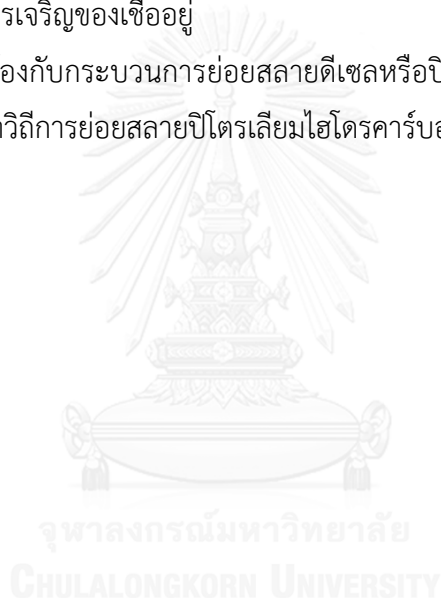 รเจริญของเชื้ออยู่
องกับกระบวนการย่อยสลายดีเซลหรือปิ
าวิถีการย่อยสลายปิโตรเลียมไฮโดรคาร์บอ
จุฬาลงกรณ์มหาวิทยาลัย
CHULALONGKORN UNIVERSITY